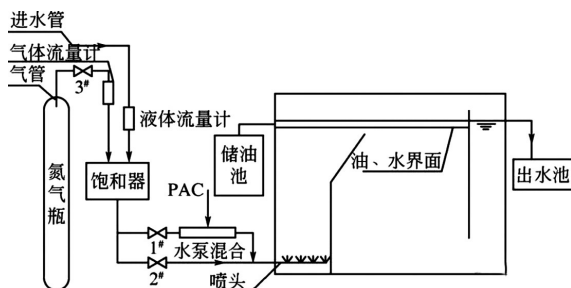 进水管
气体流量计
气管
3#
液体流量计
氮气瓶
饱和器
PAC
1#
水泵混合
2#
喷头
储油池
油、水界面
出水池